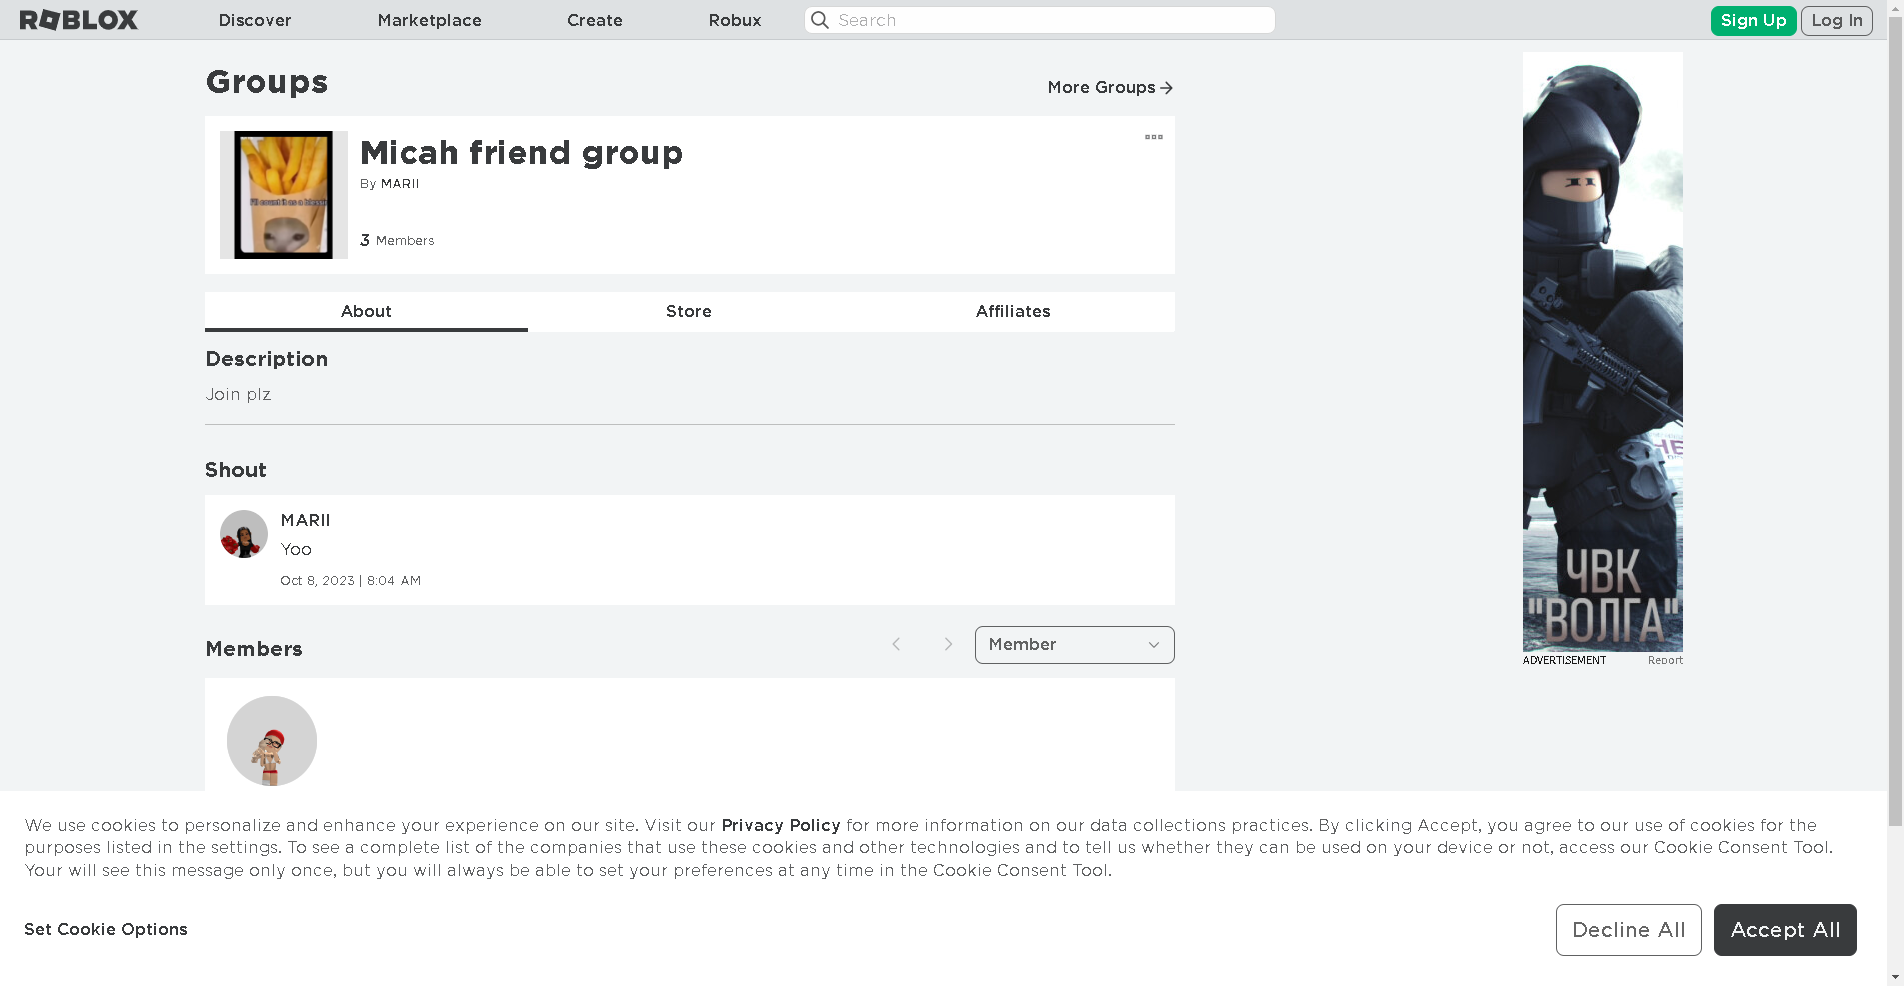 ROBLOX
Discover
Marketplace
Create
Robux
Search
Sign Up
Log In
Groups
More Groups
Micah friend group
By MARII
3 Members
I'll count it as a blessin
About
Store
Affiliates
Description
Join plz
Shout
MARII
Yoo
Oct 8, 2023 | 8:04 AM
Members
Member
ЧВК
"ВОЛГА"
ADVERTISEMENT
Report
We use cookies to personalize and enhance your experience on our site. Visit our Privacy Policy for more information on our data collections practices. By clicking Accept, you agree to our use of cookies for the
purposes listed in the settings. To see a complete list of the companies that use these cookies and other technologies and to tell us whether they can be used on your device or not, access our Cookie Consent Tool.
Your will see this message only once, but you will always be able to set your preferences at any time in the Cookie Consent Tool.
Set Cookie Options
Decline All
Accept All